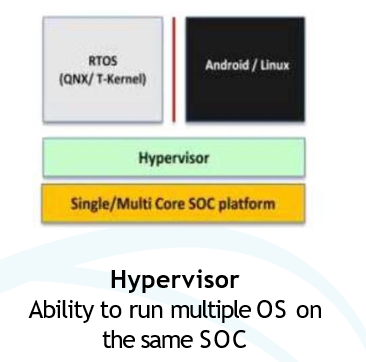 RTOS
(QNX/ T-Kernel)
Android / Linux
Hypervisor
Single/Multi Core SOC platform
Hypervisor
Ability to run multiple OS on
the same SOC